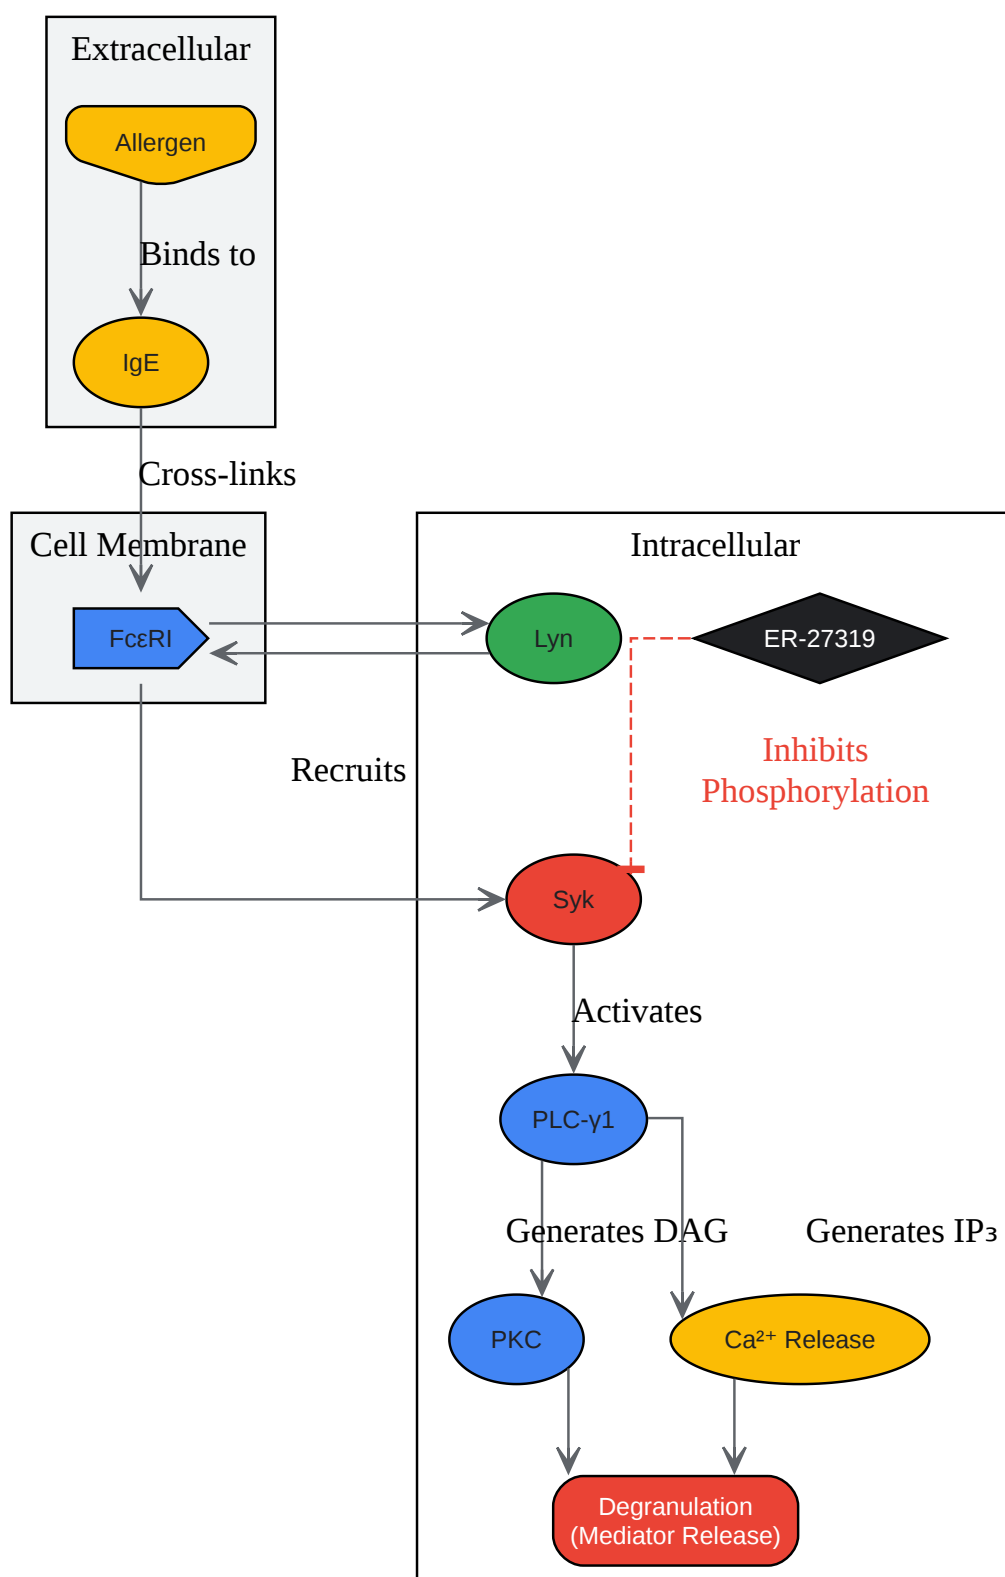 Extracellular
Allergen
Binds to
IgE
Cross-links
Cell Membrane
Intracellular
FcεRI
Lyn
ER-27319
Recruits
Inhibits
Phosphorylation
Syk
Activates
PLC-γ1
Generates DAG
Generates IP₃
PKC
Ca²⁺ Release
Degranulation
(Mediator Release)